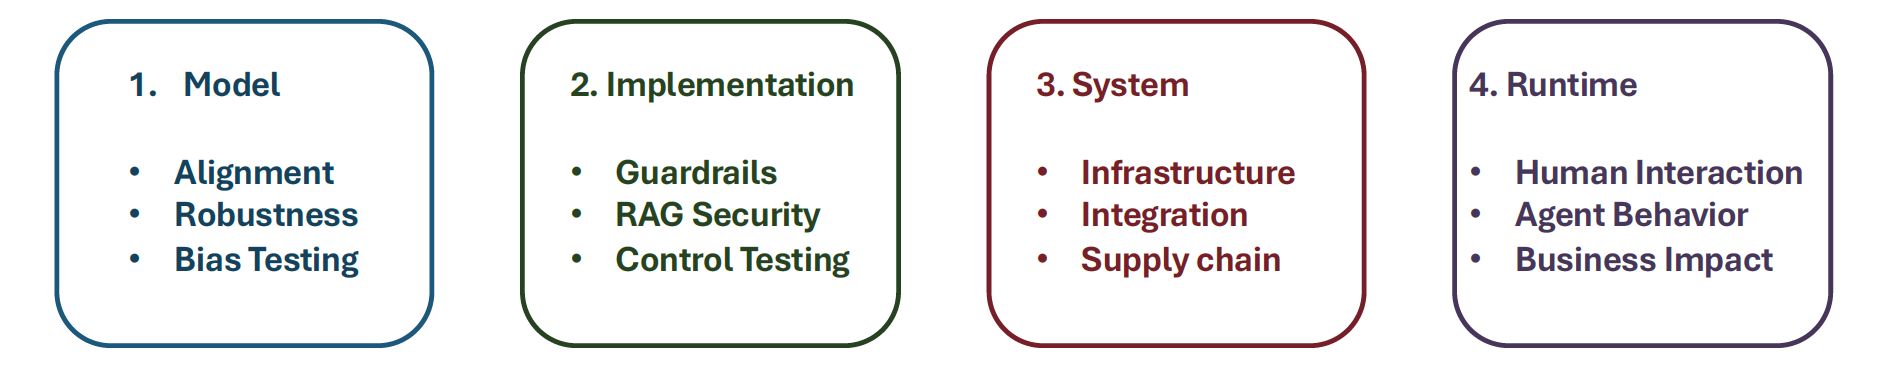 1. Model
• Alignment
• Robustness
• Bias Testing
2. Implementation
• Guardrails
• RAG Security
• Control Testing
3. System
• Infrastructure
• Integration
• Supply chain
4. Runtime
• Human Interaction
• Agent Behavior
• Business Impact